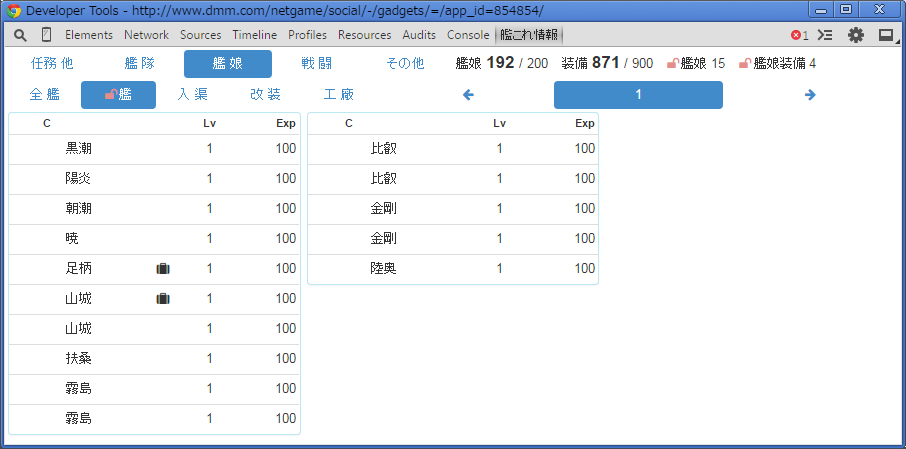 Developer Tools - http://www.dmm.com/netgame/social/-/gadgets/=/app_id=854854/
Elements Network Sources Timeline Profiles Resources Audits Console 艦これ情報 1
任務 他 艦 隊 艦 娘 戦 闘 その他 艦娘 192 / 200 装備 871 / 900 艦娘 15 艦娘装備 4
全 艦 艦 入 渠 改 装 工 廠 1
C Lv Exp C Lv Exp
黒潮 1 100 比叡 1 100
陽炎 1 100 比叡 1 100
朝潮 1 100 金剛 1 100
暁 1 100 金剛 1 100
足柄 1 100 陸奥 1 100
山城 1 100
山城 1 100
扶桑 1 100
霧島 1 100
霧島 1 100